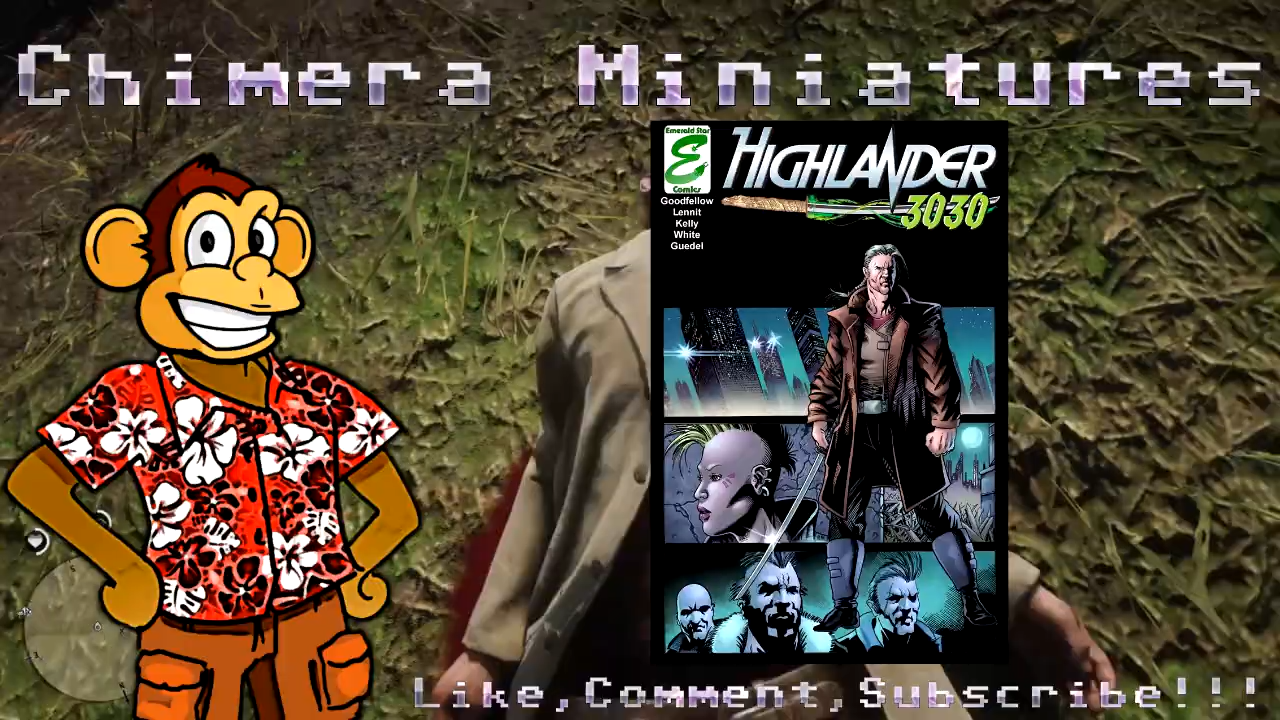 Chimera Miniatures
Emerald Star
E
Comics
HIGHLANDER
3030
Goodfellow
Lennit
Kelly
White
Guedel
Like,Comment,Subscribe!!!